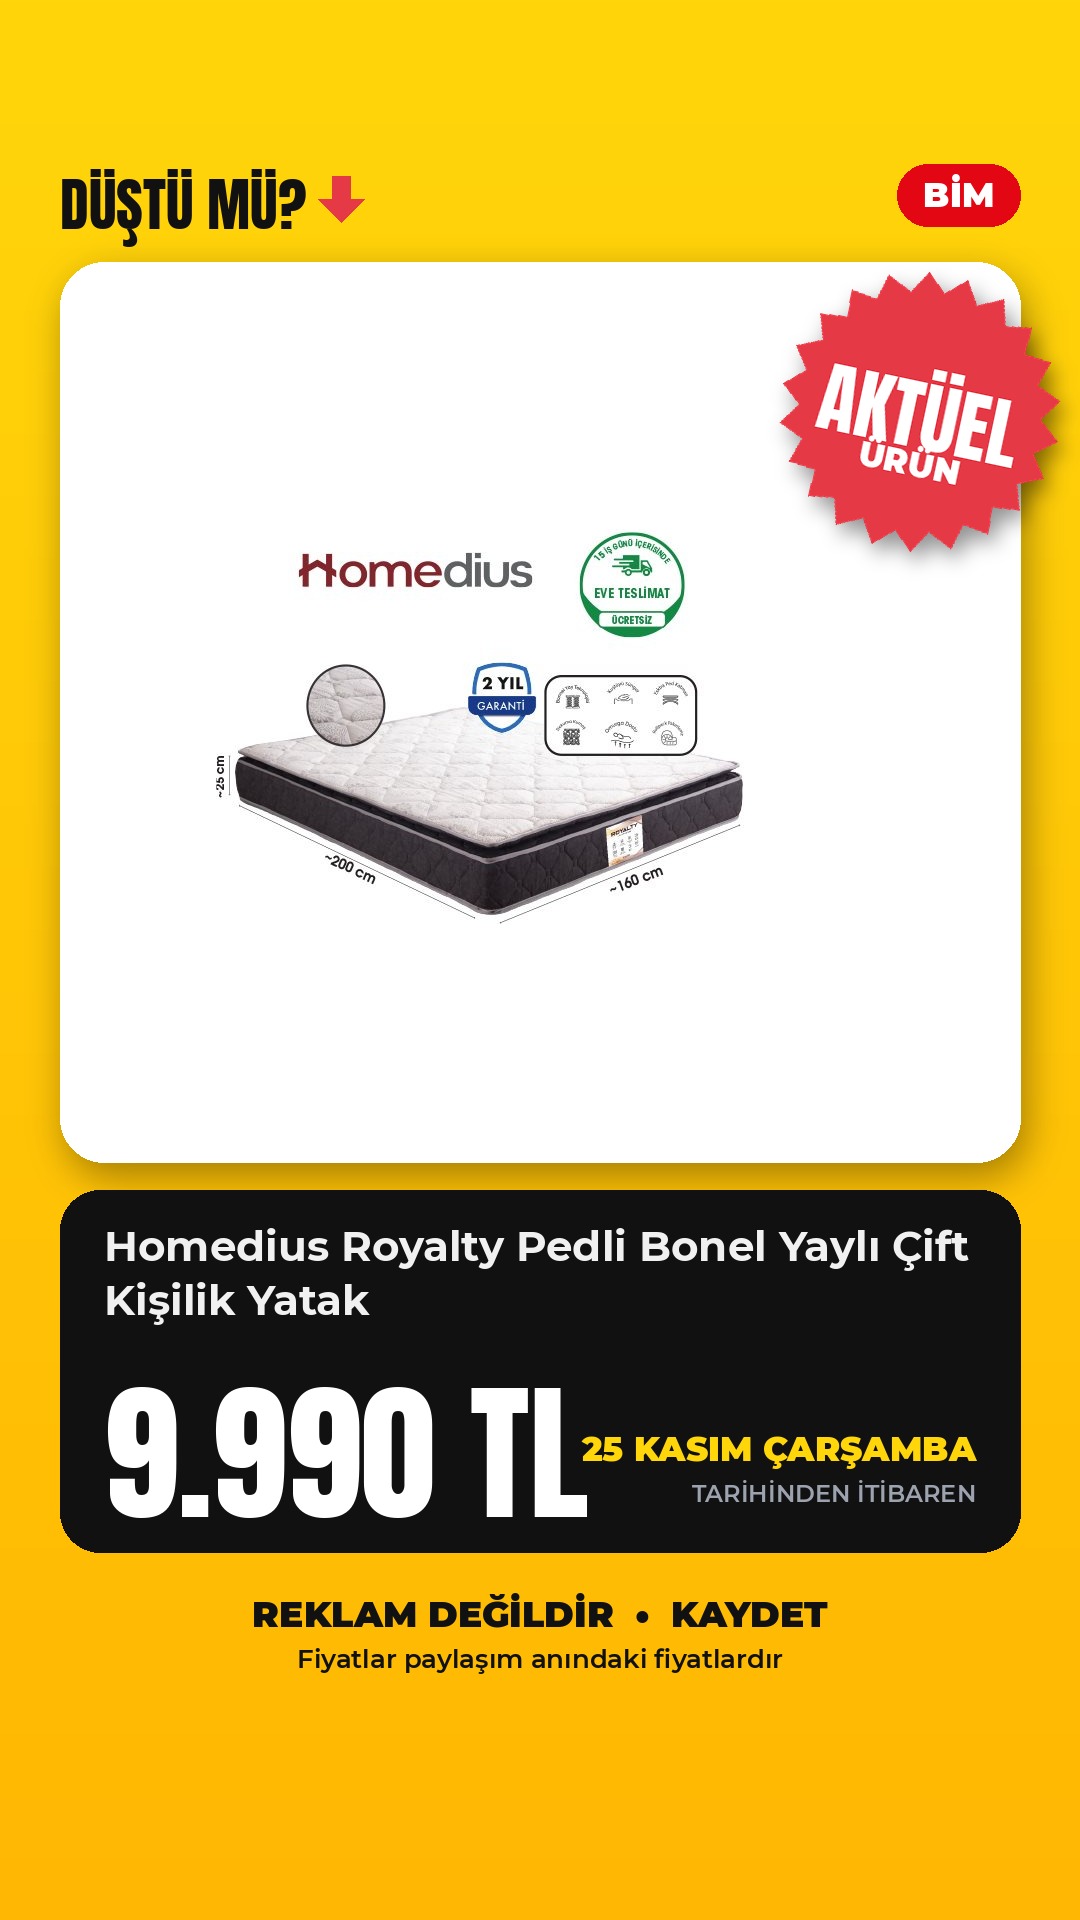 DÜŞTÜ MÜ?
BİM
AKTÜEL
ÜRÜN
Homedius
15 İŞ GÜNÜ İÇERİSİNDE
EVE TESLİMAT
ÜCRETSİZ
2 YIL
GARANTİ
~25 cm
ROYALTY
~200 cm
~160 cm
Homedius Royalty Pedli Bonel Yaylı Çift
Kişilik Yatak
9.990 TL
25 KASIM ÇARŞAMBA
TARİHİNDEN İTİBAREN
REKLAM DEĞİLDİR • KAYDET
Fiyatlar paylaşım anındaki fiyatlardır